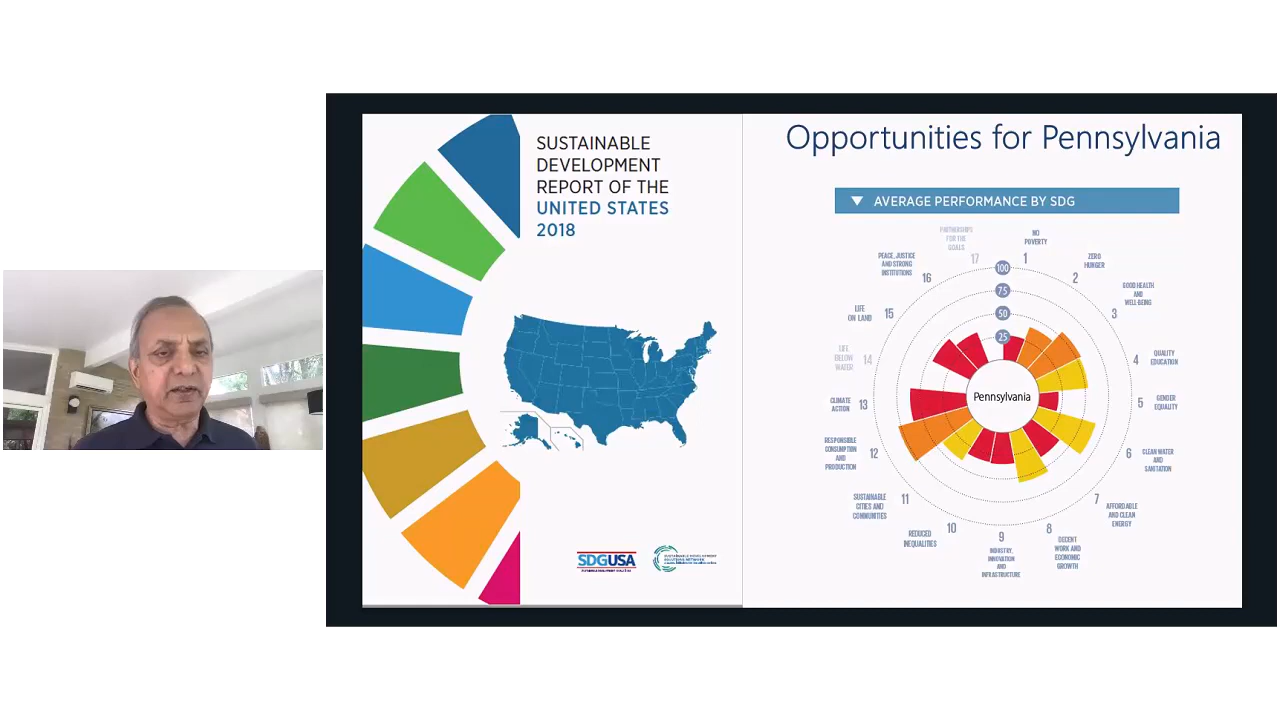 SUSTAINABLE
DEVELOPMENT
REPORT OF THE
UNITED STATES
2018
SDGUSA
SUSTAINABLE DEVELOPMENT
SOLUTIONS NETWORK
Opportunities for Pennsylvania
AVERAGE PERFORMANCE BY SDG
100
75
50
25
Pennsylvania
NO
POVERTY
1
ZERO
HUNGER
2
GOOD HEALTH
AND
WELL-BEING
3
4
QUALITY
EDUCATION
5
GENDER
EQUALITY
6
CLEAN WATER
AND
SANITATION
7
AFFORDABLE
AND CLEAN
ENERGY
8
DECENT
WORK AND
ECONOMIC
GROWTH
9
INDUSTRY,
INNOVATION
AND
INFRASTRUCTURE
10
REDUCED
INEQUALITIES
11
SUSTAINABLE
CITIES AND
COMMUNITIES
RESPONSIBLE
CONSUMPTION
AND
PRODUCTION
12
CLIMATE
ACTION
13
LIFE
BELOW
WATER
14
LIFE
ON LAND
15
PEACE, JUSTICE
AND STRONG
INSTITUTIONS
16
PARTNERSHIPS
FOR THE
GOALS
17